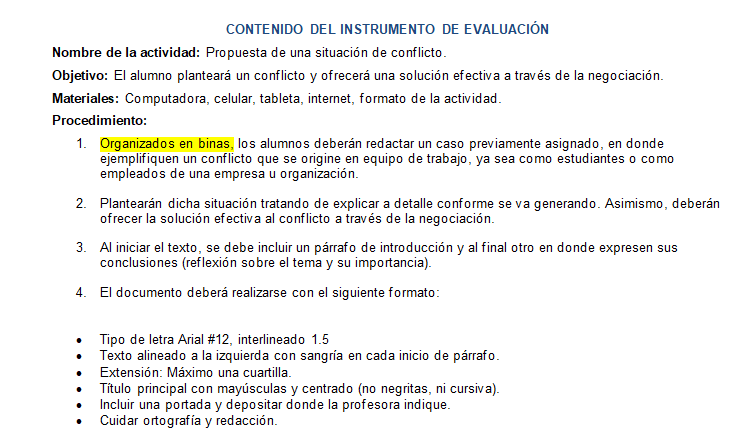 CONTENIDO DEL INSTRUMENTO DE EVALUACIÓN
Nombre de la actividad: Propuesta de una situación de conflicto.
Objetivo: El alumno planteará un conflicto y ofrecerá una solución efectiva a través de la negociación.
Materiales: Computadora, celular, tableta, internet, formato de la actividad.
Procedimiento:
1. Organizados en binas, los alumnos deberán redactar un caso previamente asignado, en donde
ejemplifiquen un conflicto que se origine en equipo de trabajo, ya sea como estudiantes o como
empleados de una empresa u organización.
2. Plantearán dicha situación tratando de explicar a detalle conforme se va generando. Asimismo, deberán
ofrecer la solución efectiva al conflicto a través de la negociación.
3. Al iniciar el texto, se debe incluir un párrafo de introducción y al final otro en donde expresen sus
conclusiones (reflexión sobre el tema y su importancia).
4. El documento deberá realizarse con el siguiente formato:
• Tipo de letra Arial #12, interlineado 1.5
• Texto alineado a la izquierda con sangría en cada inicio de párrafo.
• Extensión: Máximo una cuartilla.
• Título principal con mayúsculas y centrado (no negritas, ni cursiva).
• Incluir una portada y depositar donde la profesora indique.
• Cuidar ortografía y redacción.